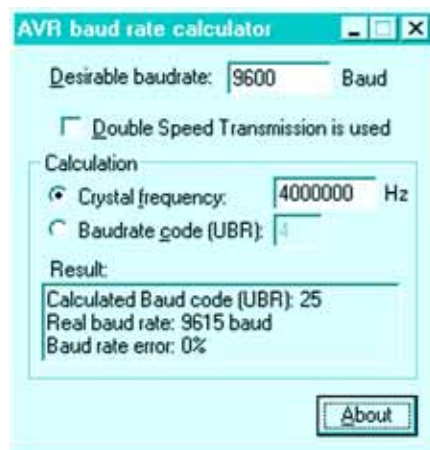 AVR baud rate calculator
Desirable baudrate: 9600 Baud
Double Speed Transmission is used
Calculation
Crystal frequency: 4000000 Hz
Baudrate code (UBR): 4
Result:
Calculated Baud code (UBR): 25
Real baud rate: 9615 baud
Baud rate error: 0%
About